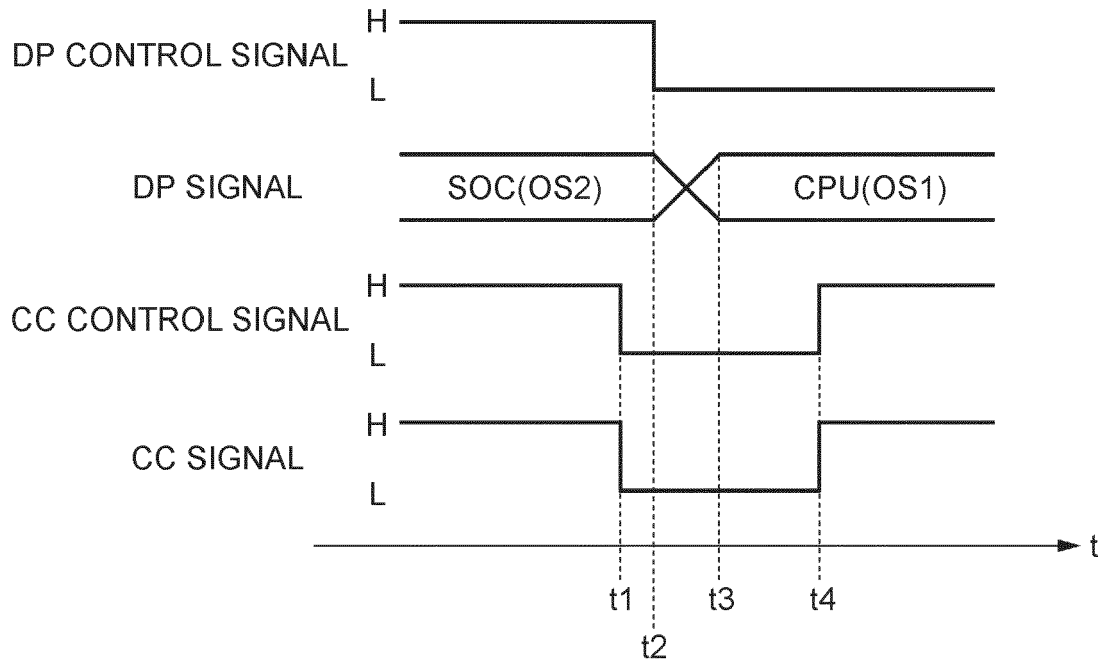 H
DP CONTROL SIGNAL
L
DP SIGNAL
SOC(OS2)
CPU(OS1)
H
CC CONTROL SIGNAL
L
H
CC SIGNAL
L
t
t1
t2
t3
t4